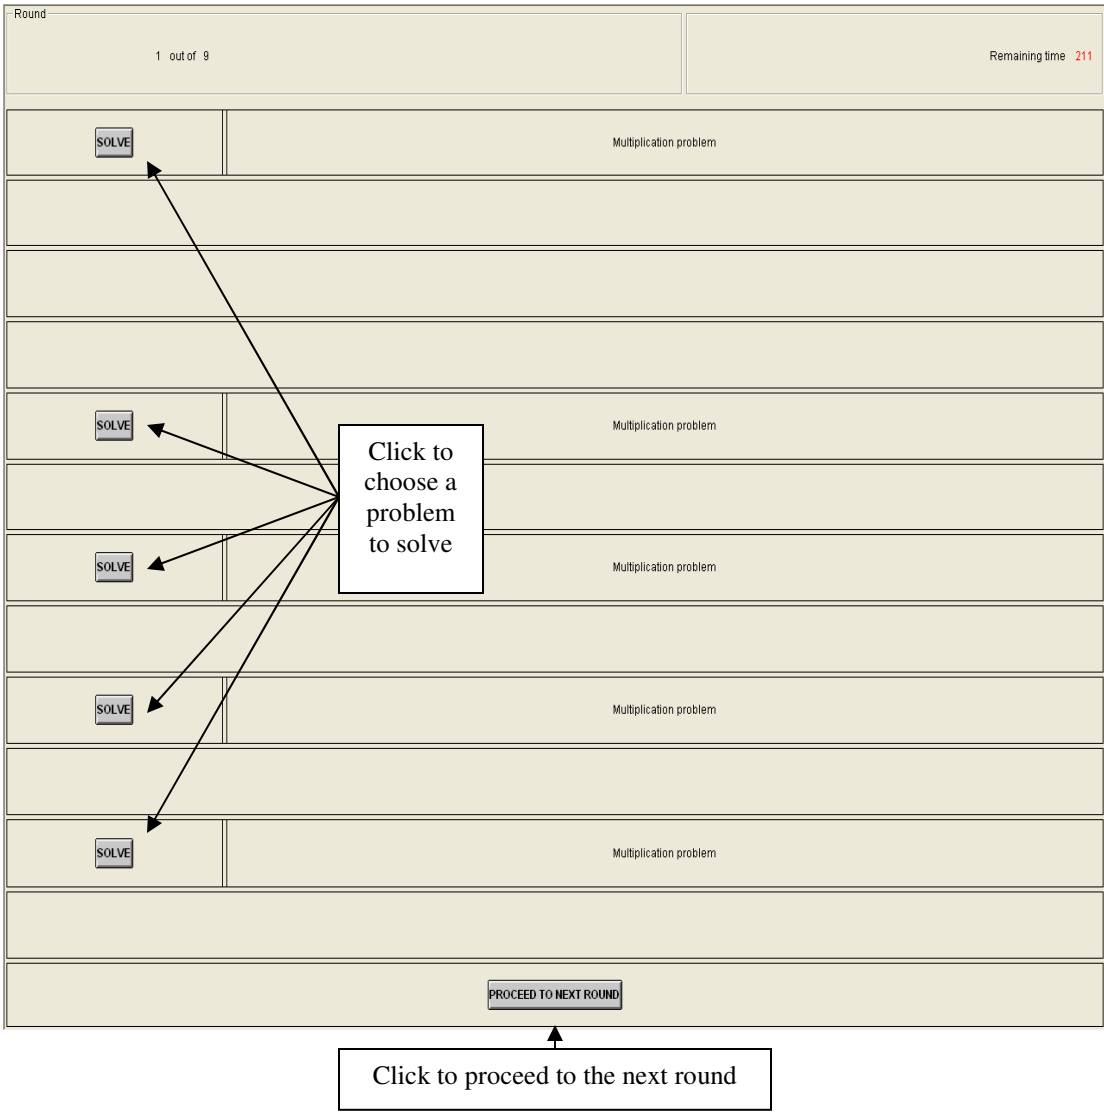 Round
1 out of 9
Remaining time 211
SOLVE
Multiplication problem
SOLVE
Multiplication problem
Click to
choose a
problem
to solve
SOLVE
Multiplication problem
SOLVE
Multiplication problem
SOLVE
Multiplication problem
PROCEED TO NEXT ROUND
Click to proceed to the next round